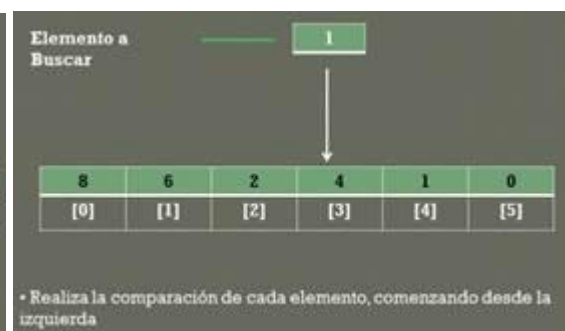 Elemento a
Buscar
1
8 6 2 4 1 0
[0] [1] [2] [3] [4] [5]
• Realiza la comparación de cada elemento, comenzando desde la
izquierda